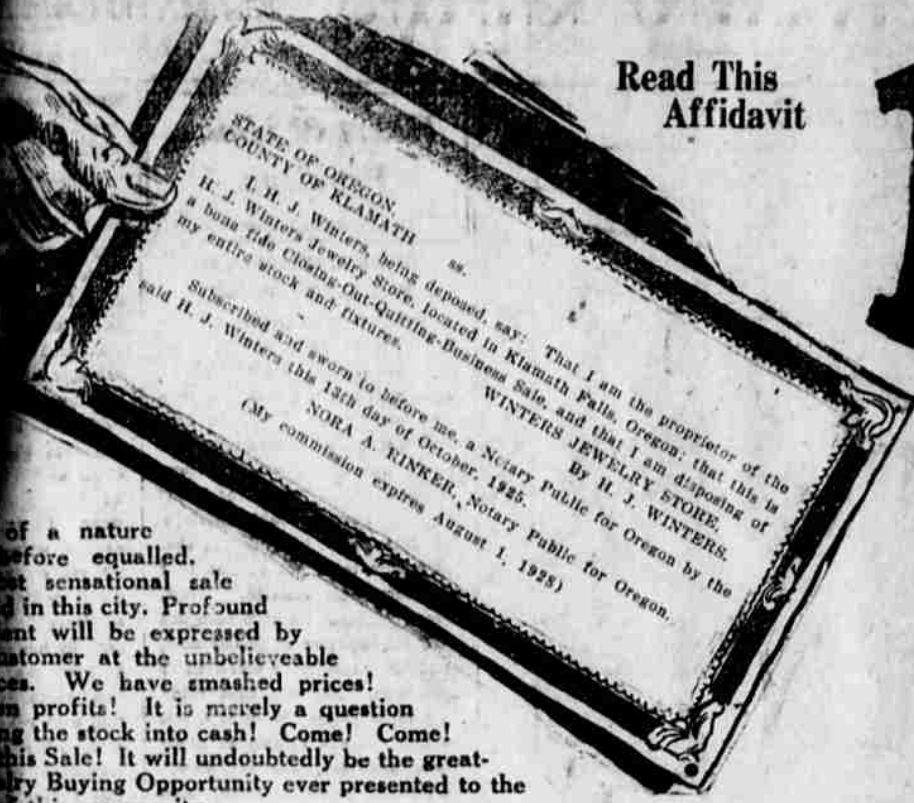 Read This
Affidavit
STATE OF OREGON
COUNTY OF KLAMATH
ss.
I, H. J. Winters, being deposed, say: That I am the proprietor of the
H. J. Winters Jewelry Store, located in Klamath Falls, Oregon; that this is
a bona fide Closing-Out-Quitting-Business Sale, and that I am disposing of
my entire stock and fixtures.
WINTERS JEWELRY STORE.
By H. J. WINTERS.
Subscribed and sworn to before me, a Notary Public for Oregon by the
said H. J. Winters this 13th day of October, 1925.
NORA A. RINKER, Notary Public for Oregon.
(My commission expires August 1, 1928)
of a nature
before equalled.
sensational sale
in this city. Profound
will be expressed by
customer at the unbelieveable
We have smashed prices!
profits! It is merely a question
the stock into cash! Come! Come!
this Sale! It will undoubtedly be the great-
Buying Opportunity ever presented to the